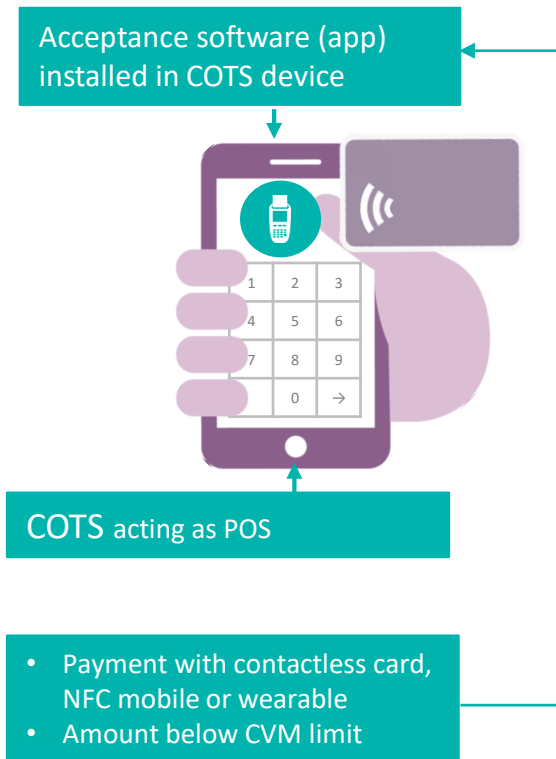 Acceptance software (app)
installed in COTS device
1 2 3
4 5 6
7 8 9
0 →
COTS acting as POS
• Payment with contactless card,
NFC mobile or wearable
• Amount below CVM limit